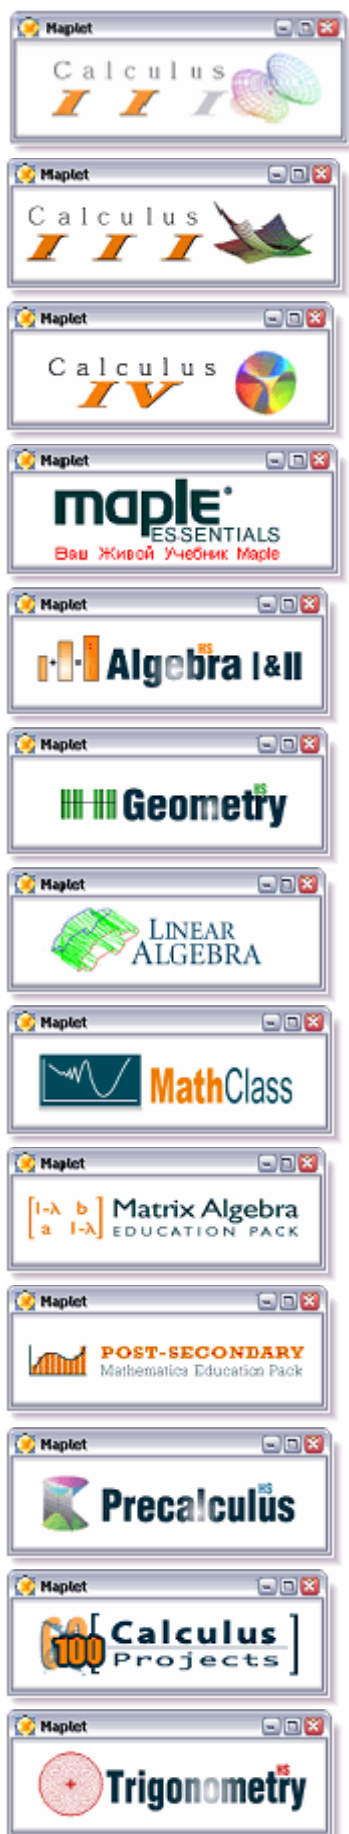 Maplet
Calculus
I I I
Maplet
Calculus
I I I
Maplet
Calculus
IV
Maplet
maple
ESSENTIALS
Ваш Живой Учебник Maple
Maplet
HS
Algebra I&II
Maplet
HS
Geometry
Maplet
LINEAR
ALGEBRA
Maplet
MathClass
Maplet
1-λ b Matrix Algebra
a 1-λ EDUCATION PACK
Maplet
POST-SECONDARY
Mathematics Education Pack
Maplet
HS
Precalculus
Maplet
100 Calculus
Projects
Maplet
HS
Trigonometry